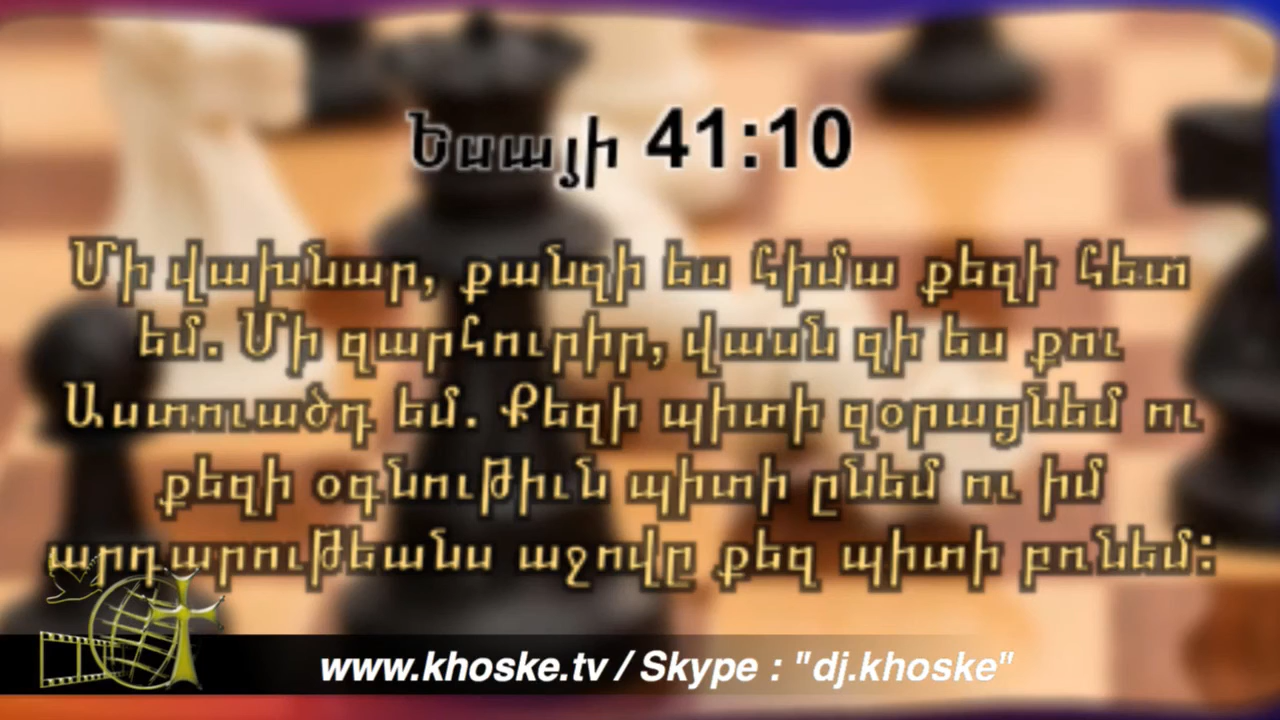 Եսայի 41:10
Մի վախնար, քանզի ես հիմա քեզի հետ
եմ. Մի զարհուրիր, վասն զի ես քու
Աստուածդ եմ. Քեզի պիտի զօրացնեմ ու
քեզի օգնութիւն պիտի ընեմ ու իմ
արդարութեանս աջովը քեզ պիտի բռնեմ:
www.khoske.tv / Skype : "dj.khoske"